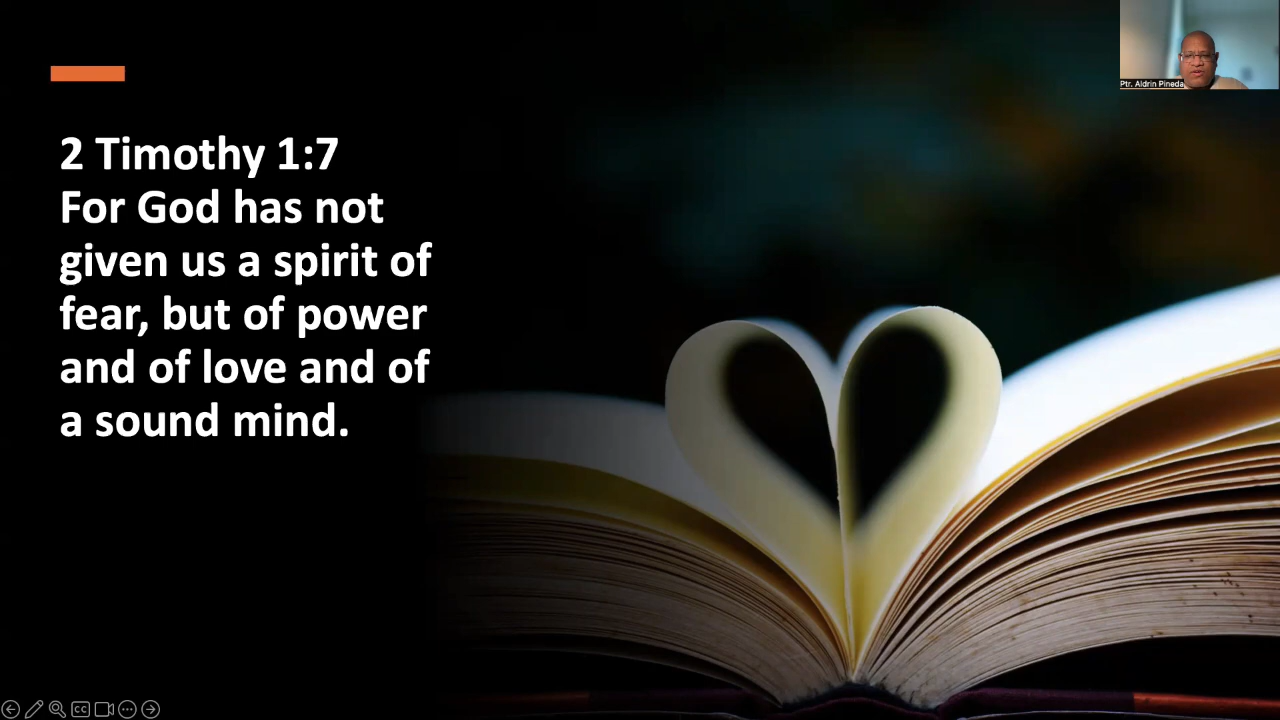 Ptr. Aldrin Pineda
2 Timothy 1:7
For God has not
given us a spirit of
fear, but of power
and of love and of
a sound mind.
CC